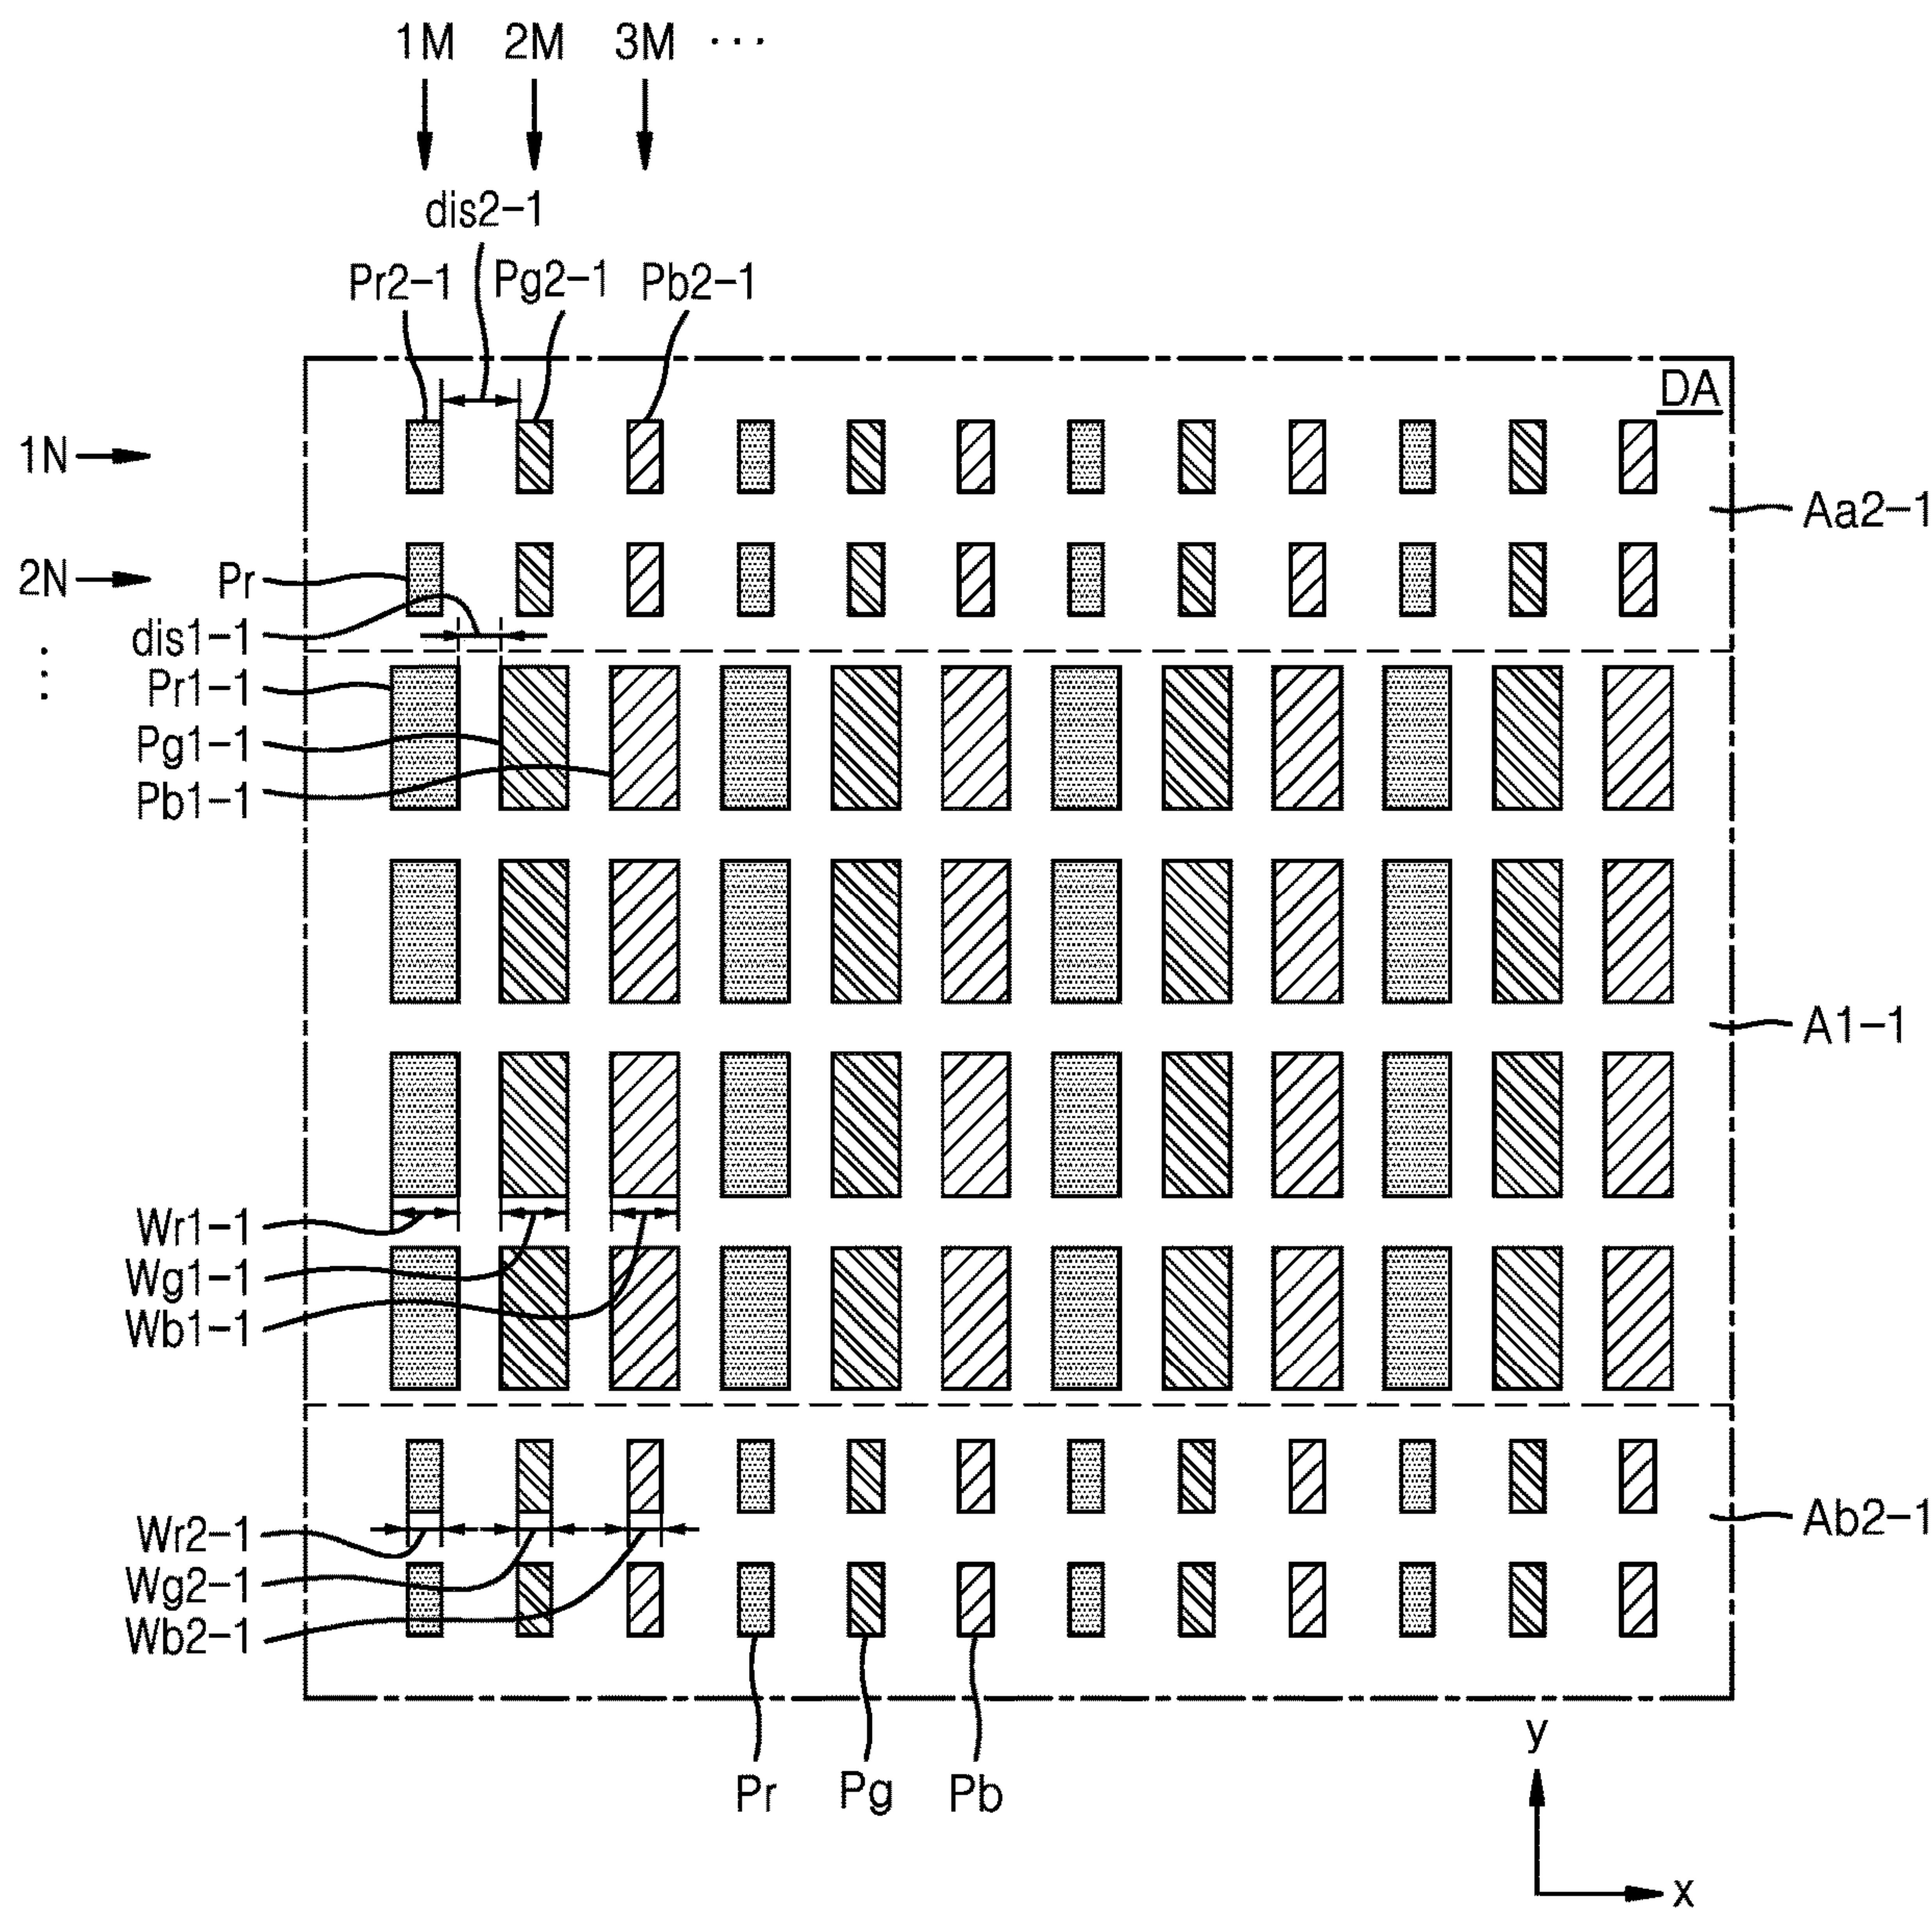 1M 2M 3M ···
dis2-1
Pr2-1 Pg2-1 Pb2-1
DA
1N
Aa2-1
2N
Pr
dis1-1
Pr1-1
Pg1-1
Pb1-1
A1-1
Wr1-1
Wg1-1
Wb1-1
Ab2-1
Wr2-1
Wg2-1
Wb2-1
Pr Pg Pb
y
x